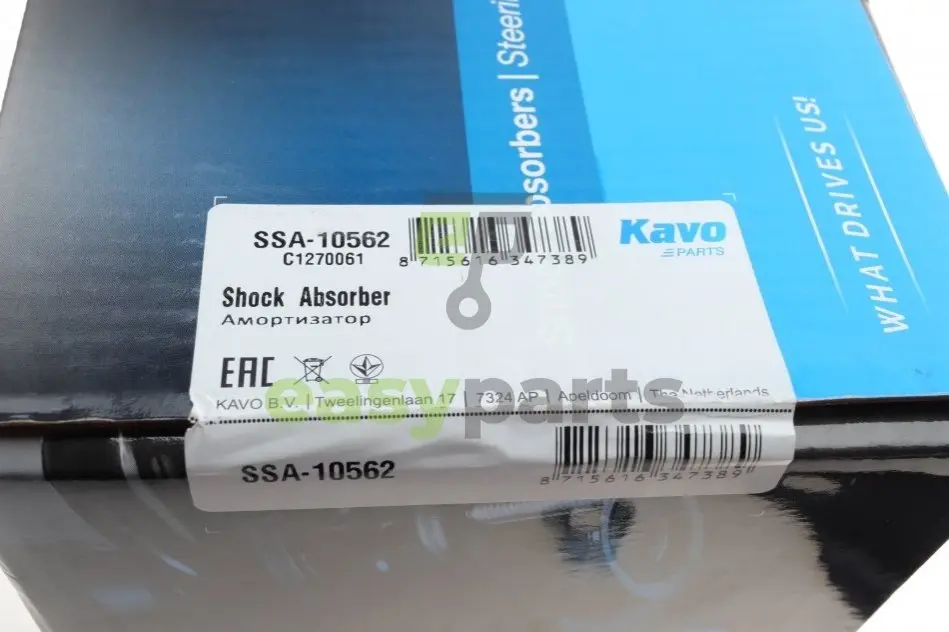 osorbers | Steeri
WHAT DRIVES US!
SSA-10562
C1270061
8 715616 347389
Kavo
PARTS
Shock Absorber
Амортизатор
EAC
easyparts
KAVO B.V. | Tweelingenlaan 17 | 7324 AP | Apeldoorn | The Netherlands
SSA-10562
8 715616 347389